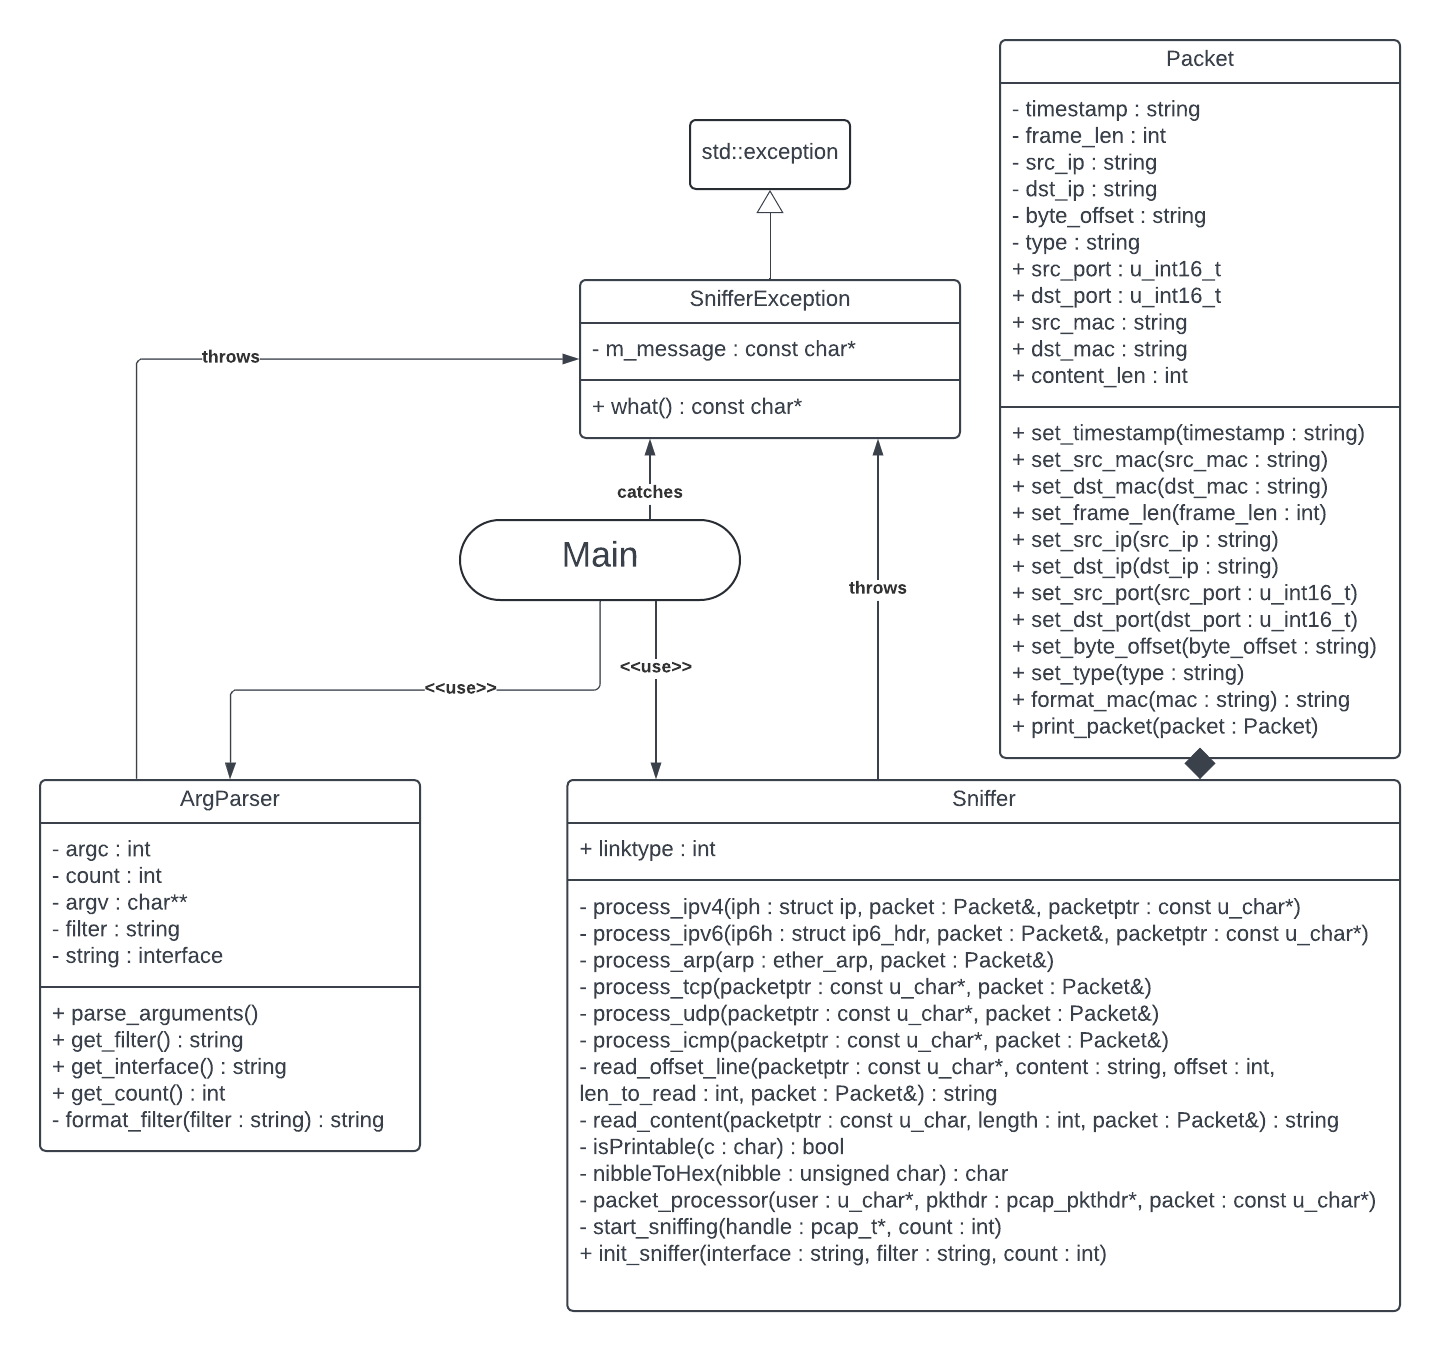 Packet
- timestamp : string
- frame_len : int
- src_ip : string
- dst_ip : string
- byte_offset : string
- type : string
+ src_port : u_int16_t
+ dst_port : u_int16_t
+ src_mac : string
+ dst_mac : string
+ content_len : int
+ set_timestamp(timestamp : string)
+ set_src_mac(src_mac : string)
+ set_dst_mac(dst_mac : string)
+ set_frame_len(frame_len : int)
+ set_src_ip(src_ip : string)
+ set_dst_ip(dst_ip : string)
+ set_src_port(src_port : u_int16_t)
+ set_dst_port(dst_port : u_int16_t)
+ set_byte_offset(byte_offset : string)
+ set_type(type : string)
+ format_mac(mac : string) : string
+ print_packet(packet : Packet)
std::exception
SnifferException
- m_message : const char*
+ what() : const char*
throws
catches
Main
throws
<<use>>
<<use>>
ArgParser
- argc : int
- count : int
- argv : char**
- filter : string
- string : interface
+ parse_arguments()
+ get_filter() : string
+ get_interface() : string
+ get_count() : int
- format_filter(filter : string) : string
Sniffer
+ linktype : int
- process_ipv4(iph : struct ip, packet : Packet&, packetptr : const u_char*)
- process_ipv6(ip6h : struct ip6_hdr, packet : Packet&, packetptr : const u_char*)
- process_arp(arp : ether_arp, packet : Packet&)
- process_tcp(packetptr : const u_char*, packet : Packet&)
- process_udp(packetptr : const u_char*, packet : Packet&)
- process_icmp(packetptr : const u_char*, packet : Packet&)
- read_offset_line(packetptr : const u_char*, content : string, offset : int,
len_to_read : int, packet : Packet&) : string
- read_content(packetptr : const u_char, length : int, packet : Packet&) : string
- isPrintable(c : char) : bool
- nibbleToHex(nibble : unsigned char) : char
- packet_processor(user : u_char*, pkthdr : pcap_pkthdr*, packet : const u_char*)
- start_sniffing(handle : pcap_t*, count : int)
+ init_sniffer(interface : string, filter : string, count : int)